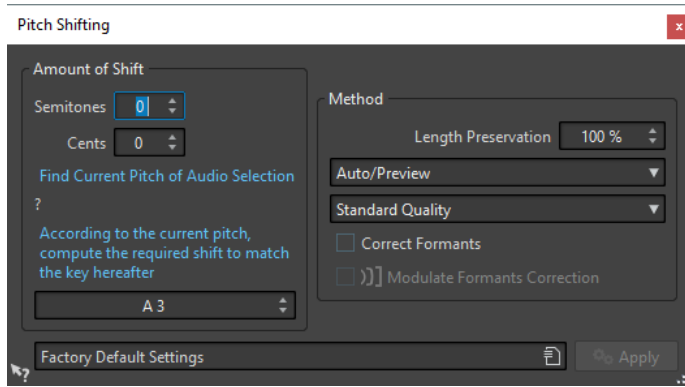 Pitch Shifting
x
Amount of Shift
Semitones 0
Cents 0
Find Current Pitch of Audio Selection
?
According to the current pitch,
compute the required shift to match
the key hereafter
A 3
Method
Length Preservation 100 %
Auto/Preview
Standard Quality
Correct Formants
Modulate Formants Correction
Factory Default Settings
Apply
?